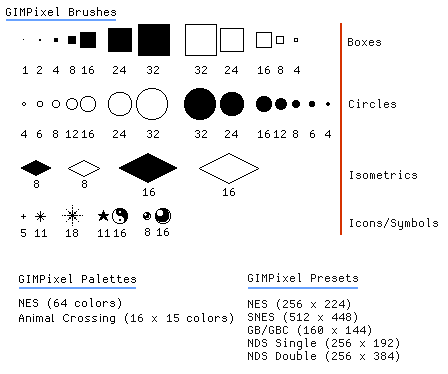 GIMPixel Brushes
Boxes
1 2 4 8 16 24 32 32 24 16 8 4
Circles
4 6 8 12 16 24 32 32 24 16 12 8 6 4
Isometrics
8 8 16 16
Icons/Symbols
5 11 18 11 16 8 16
GIMPixel Palettes
NES (64 colors)
Animal Crossing (16 x 15 colors)
GIMPixel Presets
NES (256 x 224)
SNES (512 x 448)
GB/GBC (160 x 144)
NDS Single (256 x 192)
NDS Double (256 x 384)